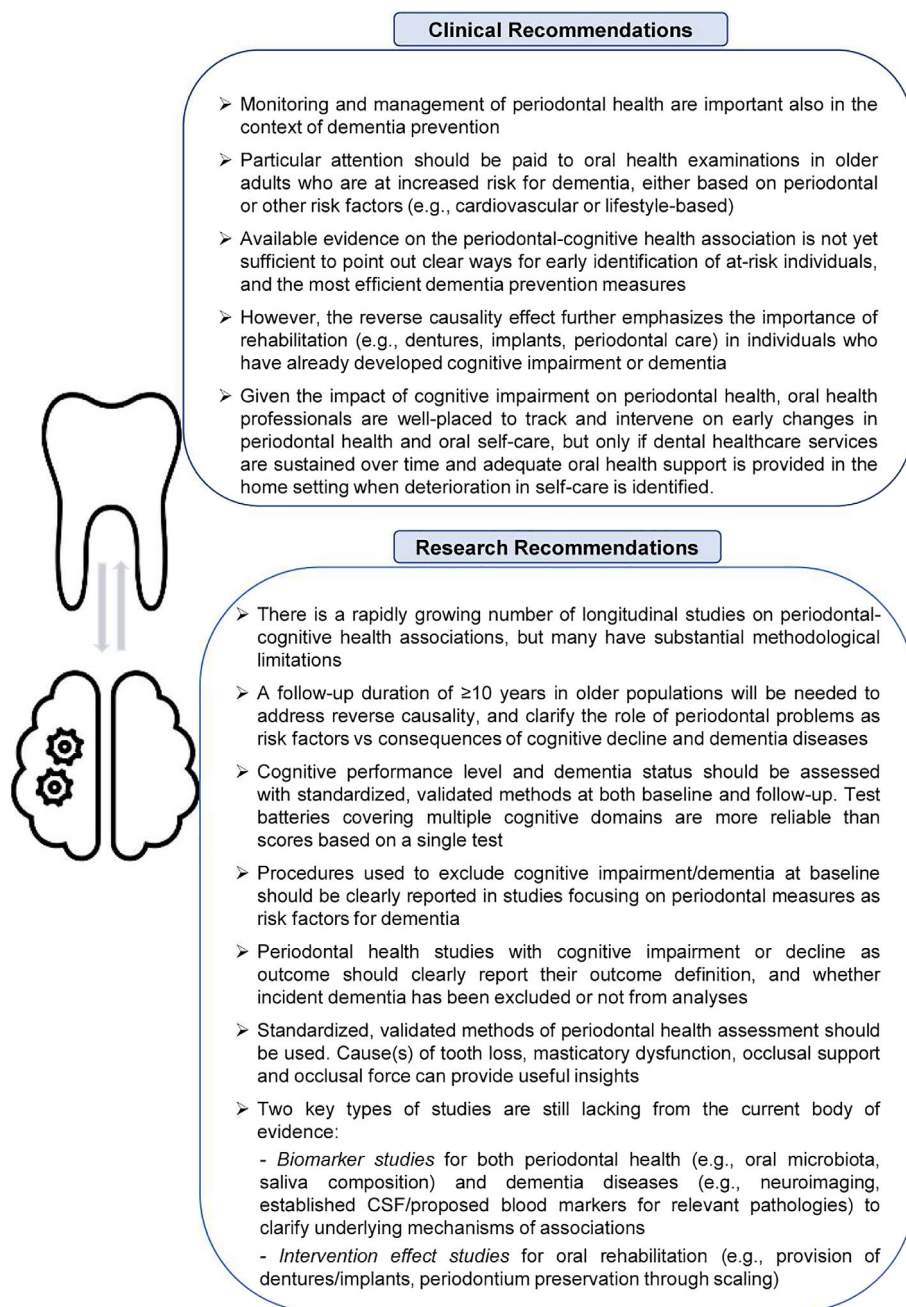 Clinical Recommendations
➢ Monitoring and management of periodontal health are important also in the
context of dementia prevention
➢ Particular attention should be paid to oral health examinations in older
adults who are at increased risk for dementia, either based on periodontal
or other risk factors (e.g., cardiovascular or lifestyle-based)
➢ Available evidence on the periodontal-cognitive health association is not yet
sufficient to point out clear ways for early identification of at-risk individuals,
and the most efficient dementia prevention measures
➢ However, the reverse causality effect further emphasizes the importance of
rehabilitation (e.g., dentures, implants, periodontal care) in individuals who
have already developed cognitive impairment or dementia
➢ Given the impact of cognitive impairment on periodontal health, oral health
professionals are well-placed to track and intervene on early changes in
periodontal health and oral self-care, but only if dental healthcare services
are sustained over time and adequate oral health support is provided in the
home setting when deterioration in self-care is identified.
Research Recommendations
➢ There is a rapidly growing number of longitudinal studies on periodontal-
cognitive health associations, but many have substantial methodological
limitations
➢ A follow-up duration of ≥10 years in older populations will be needed to
address reverse causality, and clarify the role of periodontal problems as
risk factors vs consequences of cognitive decline and dementia diseases
➢ Cognitive performance level and dementia status should be assessed
with standardized, validated methods at both baseline and follow-up. Test
batteries covering multiple cognitive domains are more reliable than
scores based on a single test
➢ Procedures used to exclude cognitive impairment/dementia at baseline
should be clearly reported in studies focusing on periodontal measures as
risk factors for dementia
➢ Periodontal health studies with cognitive impairment or decline as
outcome should clearly report their outcome definition, and whether
incident dementia has been excluded or not from analyses
➢ Standardized, validated methods of periodontal health assessment should
be used. Cause(s) of tooth loss, masticatory dysfunction, occlusal support
and occlusal force can provide useful insights
➢ Two key types of studies are still lacking from the current body of
evidence:
- Biomarker studies for both periodontal health (e.g., oral microbiota,
saliva composition) and dementia diseases (e.g., neuroimaging,
established CSF/proposed blood markers for relevant pathologies) to
clarify underlying mechanisms of associations
- Intervention effect studies for oral rehabilitation (e.g., provision of
dentures/implants, periodontium preservation through scaling)